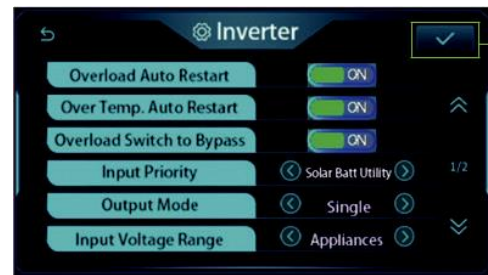 Inverter
Overload Auto Restart ON
Over Temp. Auto Restart ON
Overload Switch to Bypass ON
Input Priority Solar Batt Utility 1/2
Output Mode Single
Input Voltage Range Appliances